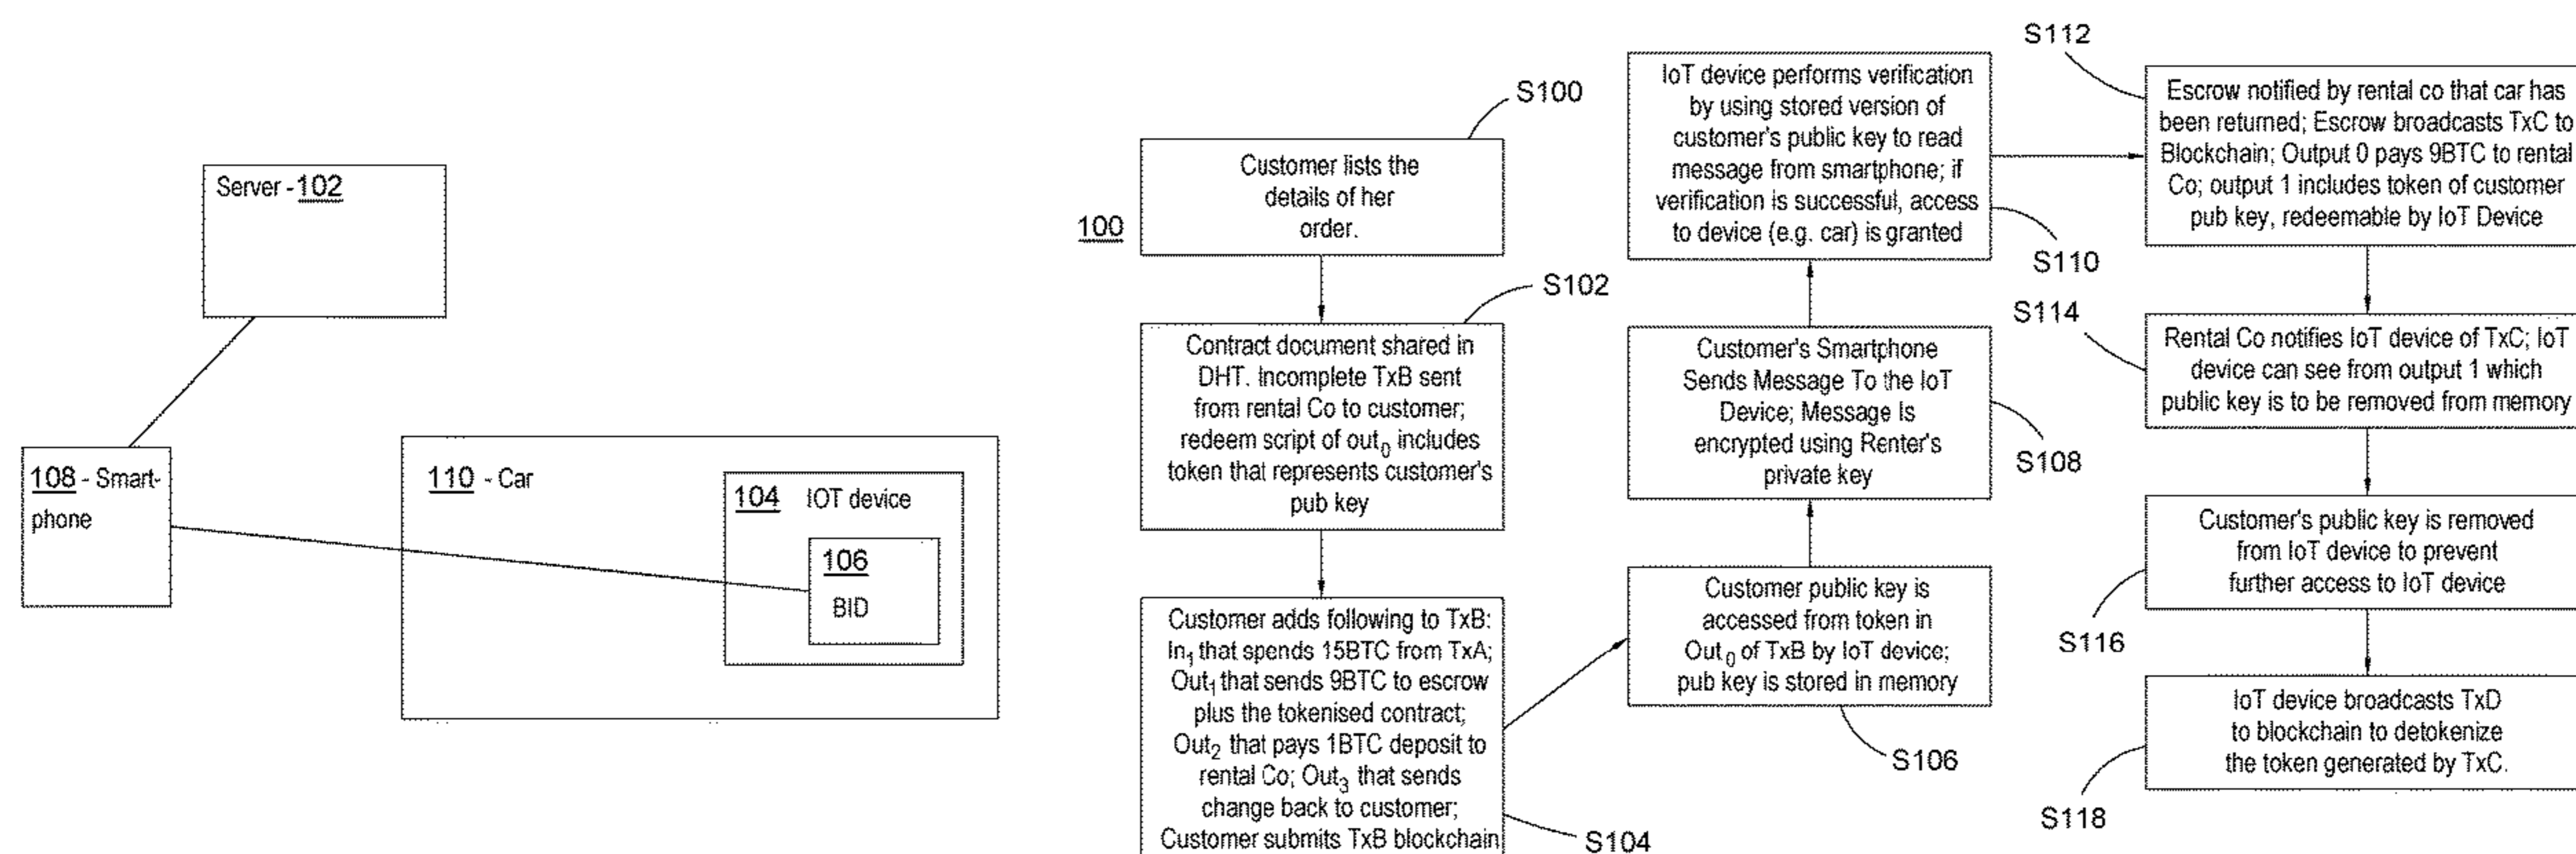 Server - 102
108 - Smart-
phone
110 - Car
104 IOT device
106
BID
100
S100
Customer lists the
details of her
order.
S102
Contract document shared in
DHT. Incomplete TxB sent
from rental Co to customer;
redeem script of out0 includes
token that represents customer's
pub key
Customer adds following to TxB:
In1 that spends 15BTC from TxA;
Out1 that sends 9BTC to escrow
plus the tokenised contract;
Out2 that pays 1BTC deposit to
rental Co; Out3 that sends
change back to customer;
Customer submits TxB blockchain
S104
Customer public key is
accessed from token in
Out0 of TxB by IoT device;
pub key is stored in memory
S106
Customer's Smartphone
Sends Message To the IoT
Device; Message Is
encrypted using Renter's
private key
S108
IoT device performs verification
by using stored version of
customer's public key to read
message from smartphone; if
verification is successful, access
to device (e.g. car) is granted
S110
S112
Escrow notified by rental co that car has
been returned; Escrow broadcasts TxC to
Blockchain; Output 0 pays 9BTC to rental
Co; output 1 includes token of customer
pub key, redeemable by IoT Device
S114
Rental Co notifies IoT device of TxC; IoT
device can see from output 1 which
public key is to be removed from memory
Customer's public key is removed
from IoT device to prevent
further access to IoT device
S116
IoT device broadcasts TxD
to blockchain to detokenize
the token generated by TxC.
S118